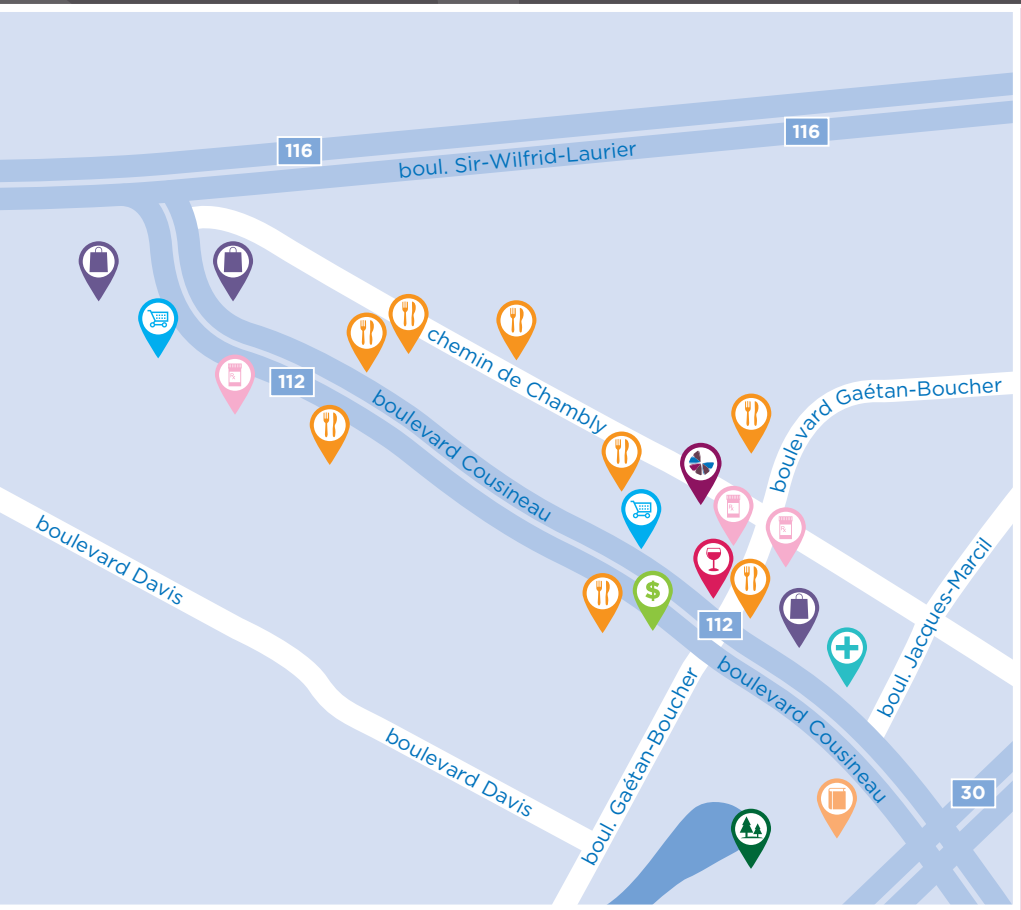 116
116
boul. Sir-Wilfrid-Laurier
chemin de Chambly
112
boulevard Cousineau
boulevard Gaétan-Boucher
boulevard Davis
$
boul. Jacques-Marcil
112
boulevard Cousineau
boul. Gaétan-Boucher
boulevard Davis
30